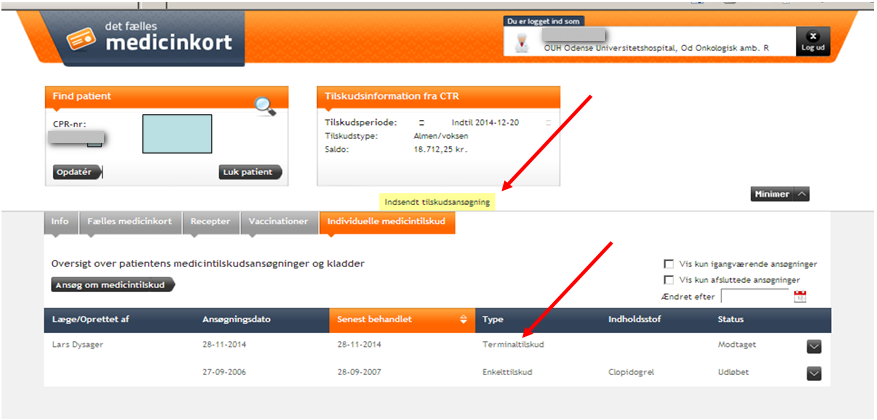 det fælles
medicinkort
Du er logget ind som
OUH Odense Universitetshospital, Od Onkologisk amb. R
Log ud
Find patient
CPR-nr:
Opdatér
Luk patient
Tilskudsinformation fra CTR
Tilskudsperiode: Indtil 2014-12-20
Tilskudstype: Almen/voksen
Saldo: 18.712,25 kr.
Indsendt tilskudsansøgning
Minimer
Info Fælles medicinkort Recepter Vaccinationer Individuelle medicintilskud
Oversigt over patientens medicintilskudsansøgninger og kladder
Vis kun igangværende ansøgninger
Vis kun afsluttede ansøgninger
Ændret efter
Ansøg om medicintilskud
Læge/Oprettet af Ansøgningsdato Senest behandlet Type Indholdsstof Status
Lars Dysager 28-11-2014 28-11-2014 Terminaltilskud Modtaget
27-09-2006 28-09-2007 Enkelttilskud Clopidogrel Udløbet